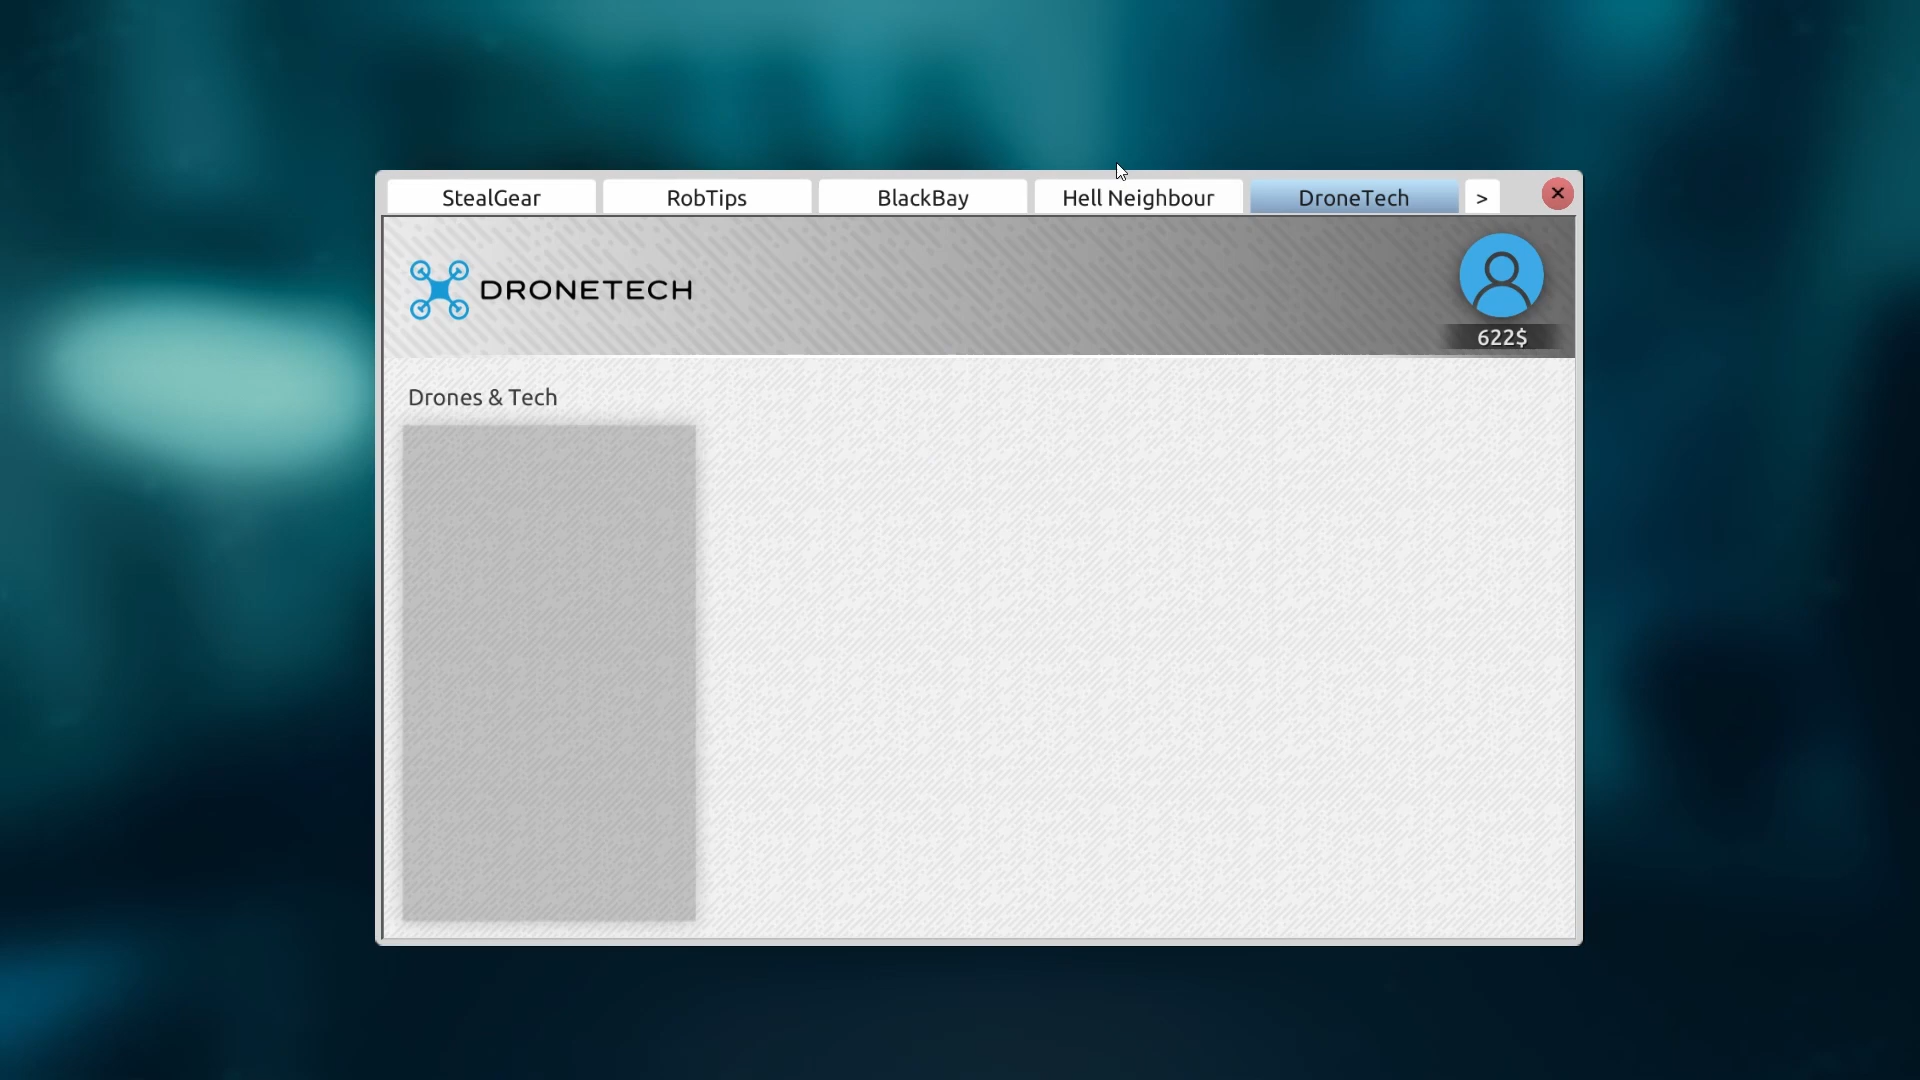 StealGear
RobTips
BlackBay
Hell Neighbour
DroneTech
>
DRONETECH
622$
Drones & Tech